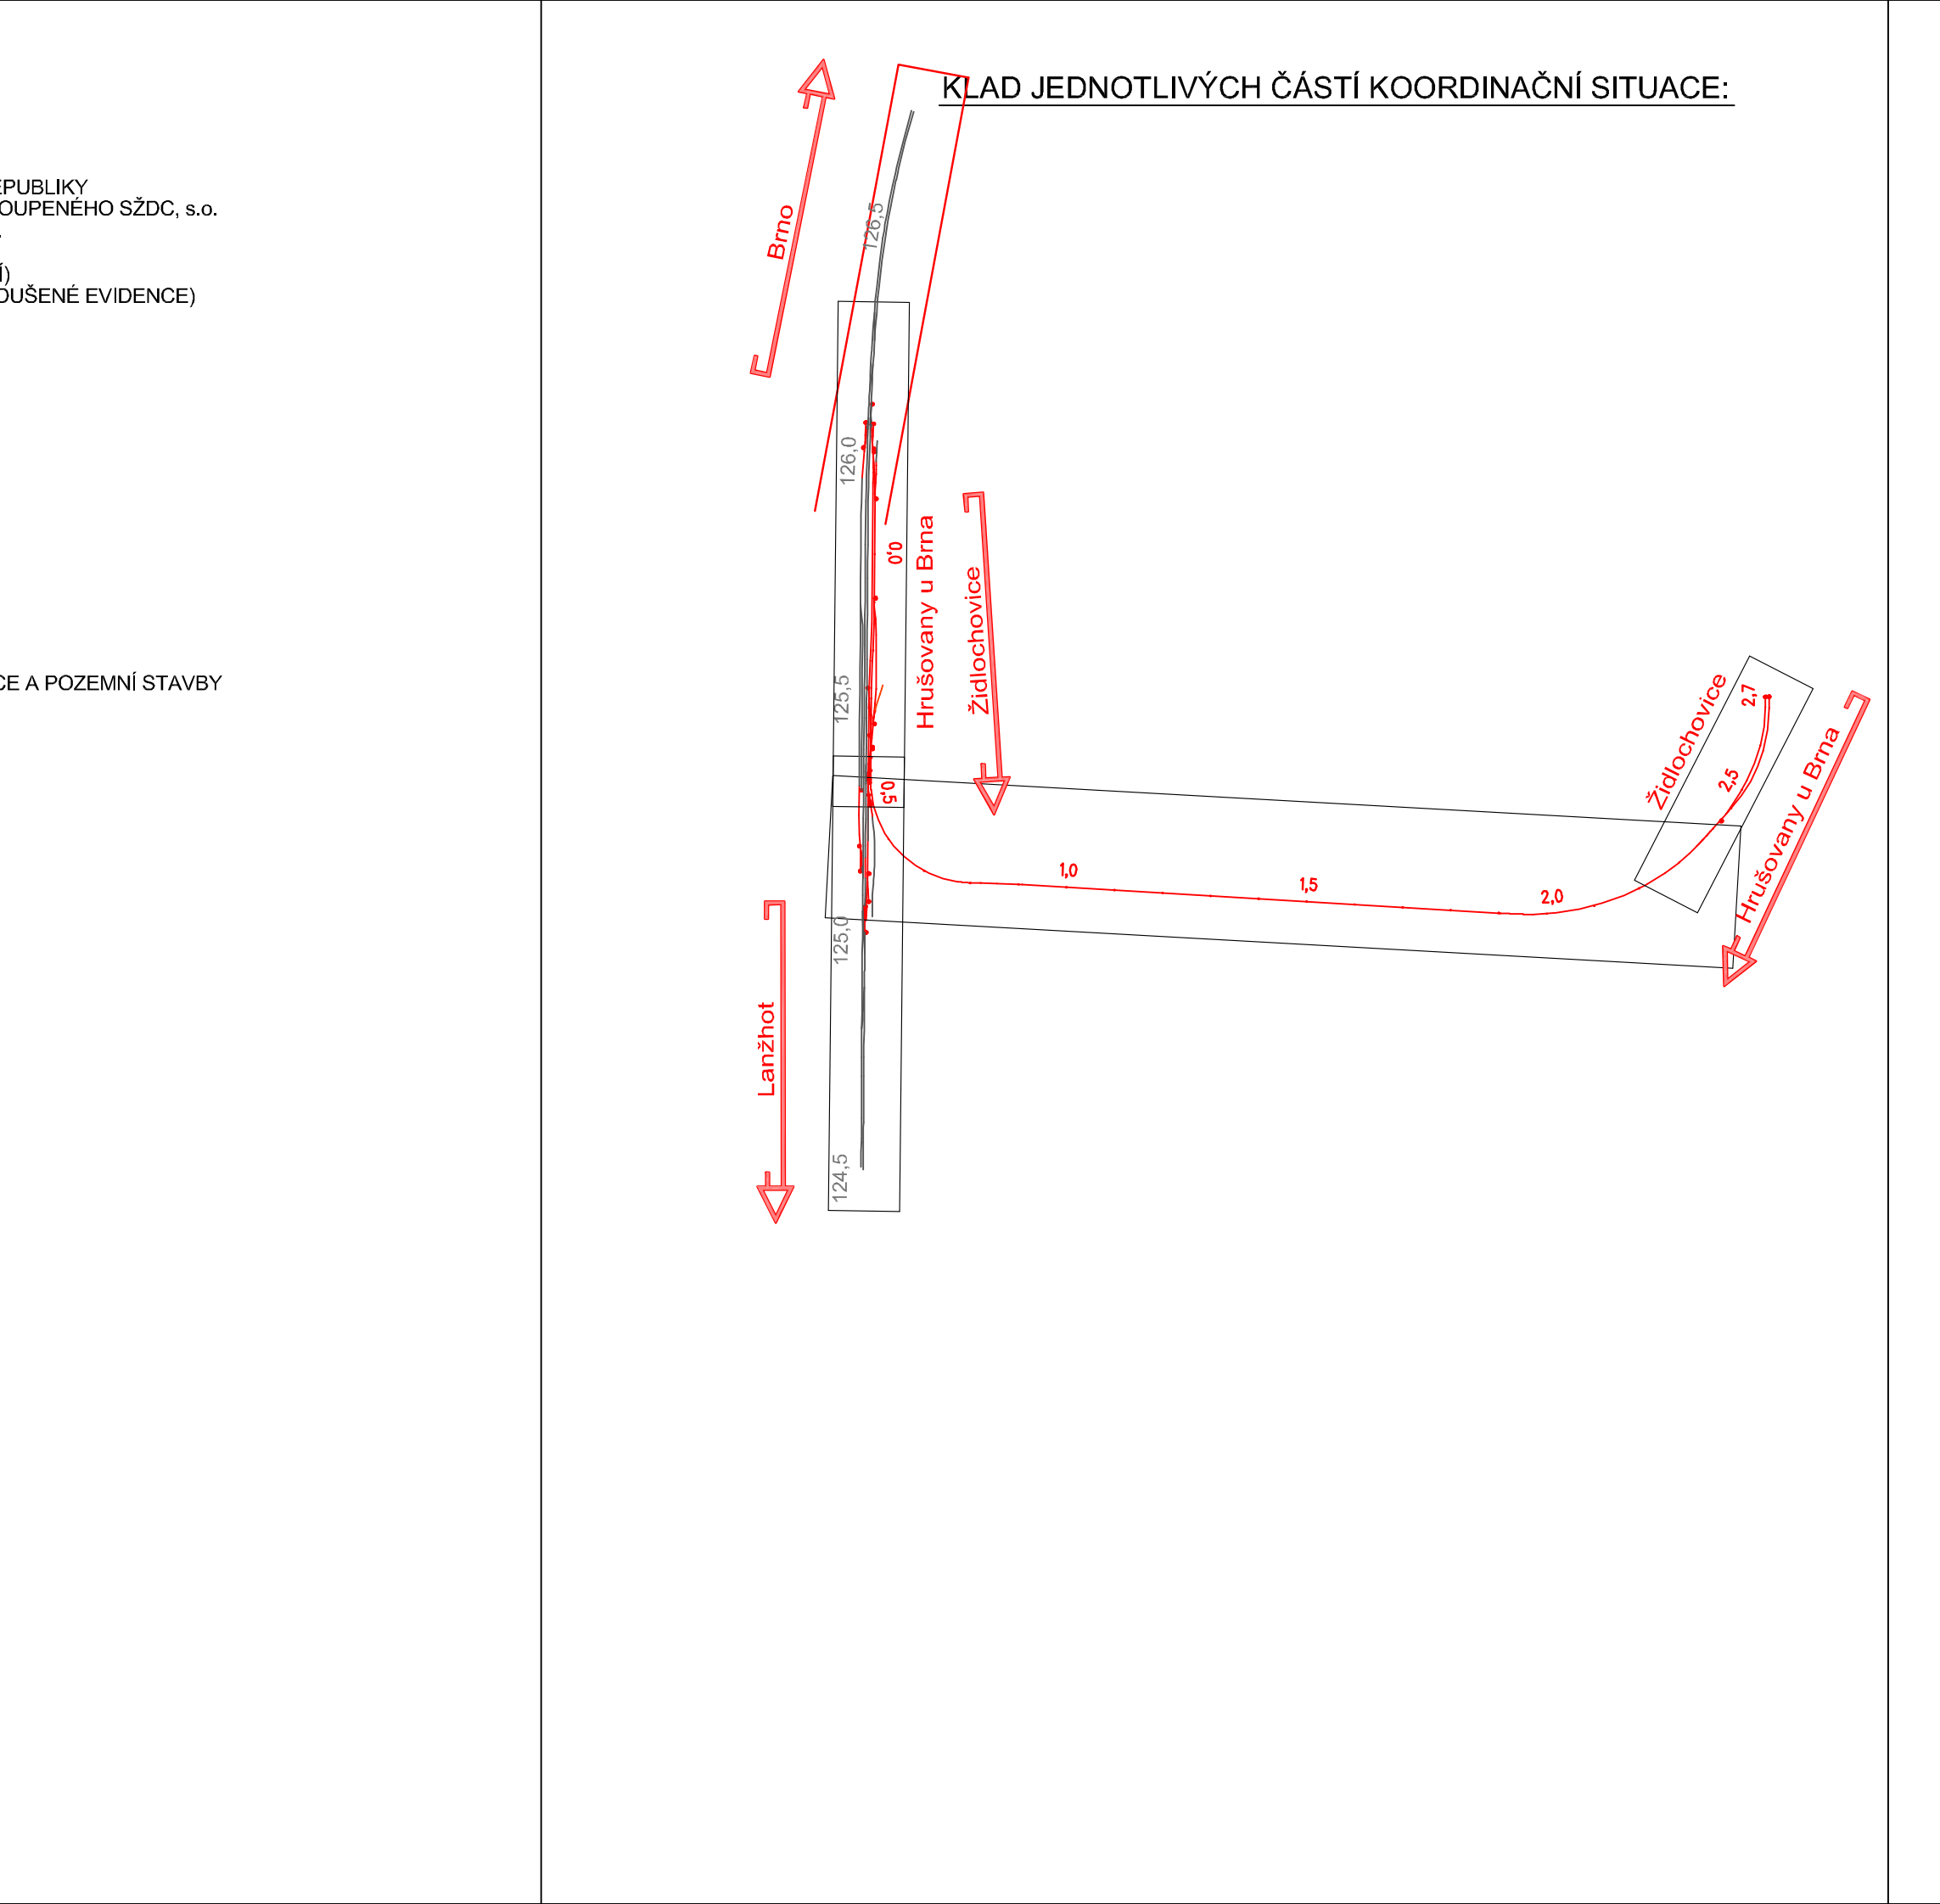 EPUBLIKY
OUPENÉHO SŽDC, s.o.
.
Í)
OUŠENÉ EVIDENCE)
CE A POZEMNÍ STAVBY
KLAD JEDNOTLIVÝCH ČÁSTÍ KOORDINAČNÍ SITUACE:
Brno
126,5
126,0
0,0
Hrušovany u Brna
Židlochovice
125,5
0,5
1,0
1,5
2,0
2,5
2,7
Židlochovice
Hrušovany u Brna
125,0
Lanžhot
124,5